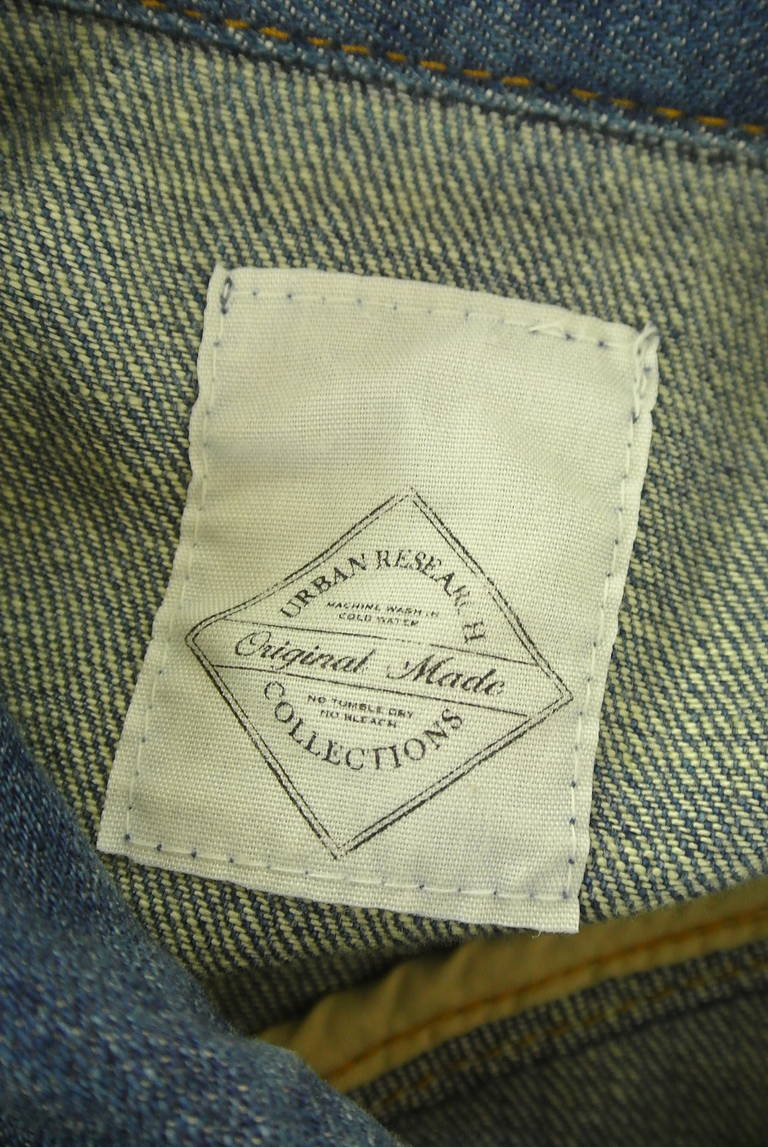 URBAN RESEARCH
MACHINE WASH IN
COLD WATER
Original Made
NO TUMBLE DRY
NO BLEACH
COLLECTIONS